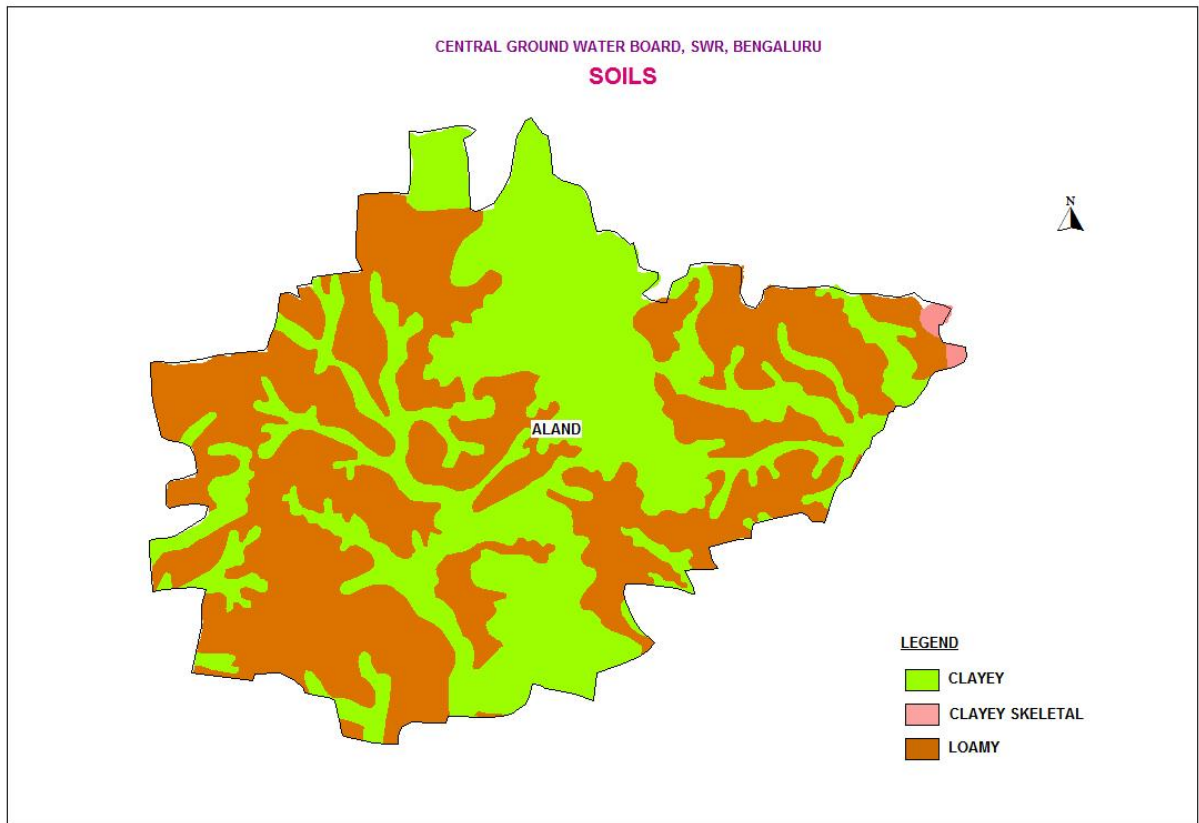 CENTRAL GROUND WATER BOARD, SWR, BENGALURU
SOILS
N
ALAND
LEGEND
CLAYEY
CLAYEY SKELETAL
LOAMY